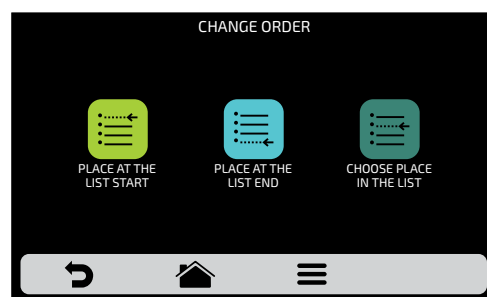 CHANGE ORDER
PLACE AT THE
LIST START
PLACE AT THE
LIST END
CHOOSE PLACE
IN THE LIST